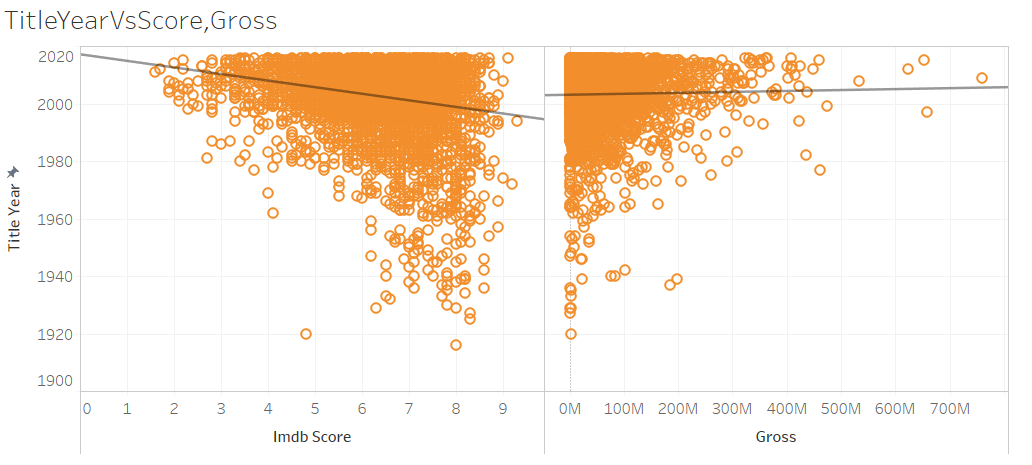 TitleYearVsScore,Gross
2020
2000
1980
1960
1940
1920
1900
Title Year
0 1 2 3 4 5 6 7 8 9
0M 100M 200M 300M 400M 500M 600M 700M
Imdb Score
Gross